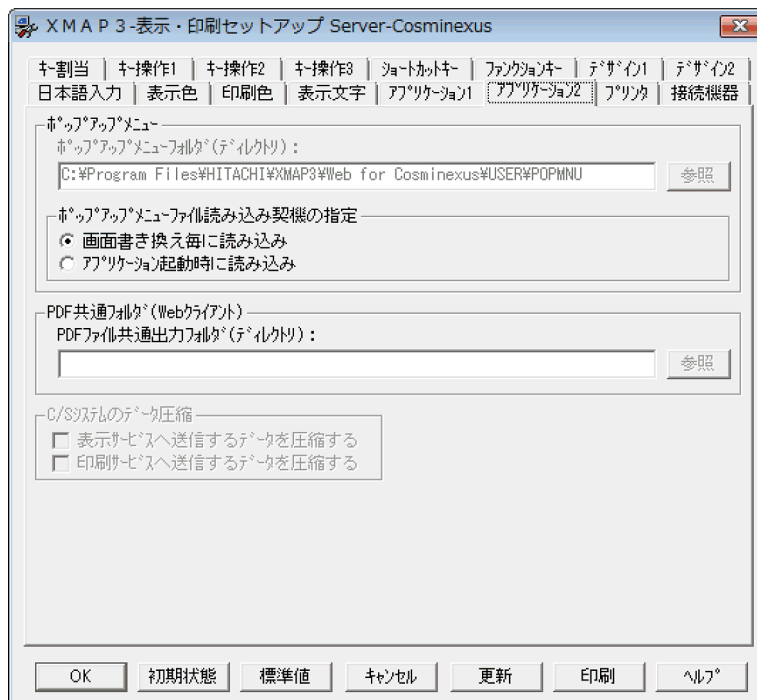 XMAP3-表示・印刷セットアップ Server-Cosminexus
ｷｰ割当 ｷｰ操作1 ｷｰ操作2 ｷｰ操作3 ｼｮｰﾄｶｯﾄｷｰ ﾌｧﾝｸｼｮﾝｷｰ ﾃﾞｻﾞｲﾝ1 ﾃﾞｻﾞｲﾝ2
日本語入力 表示色 印刷色 表示文字 ｱﾌﾟﾘｹｰｼｮﾝ1 ｱﾌﾟﾘｹｰｼｮﾝ2 ﾌﾟﾘﾝﾀ 接続機器
ﾎﾟｯﾌﾟｱｯﾌﾟﾒﾆｭｰ
ﾎﾟｯﾌﾟｱｯﾌﾟﾒﾆｭｰﾌｫﾙﾀﾞ(ﾃﾞｨﾚｸﾄﾘ)：
C:¥Program Files¥HITACHI¥XMAP3¥Web for Cosminexus¥USER¥POPMNU 参照
ﾎﾟｯﾌﾟｱｯﾌﾟﾒﾆｭｰﾌｧｲﾙ読み込み契機の指定
画面書き換え毎に読み込み
ｱﾌﾟﾘｹｰｼｮﾝ起動時に読み込み
PDF共通ﾌｫﾙﾀﾞ(Webｸﾗｲｱﾝﾄ)
PDFﾌｧｲﾙ共通出力ﾌｫﾙﾀﾞ(ﾃﾞｨﾚｸﾄﾘ)：
参照
C/Sｼｽﾃﾑのﾃﾞｰﾀ圧縮
表示ｻｰﾋﾞｽへ送信するﾃﾞｰﾀを圧縮する
印刷ｻｰﾋﾞｽへ送信するﾃﾞｰﾀを圧縮する
OK 初期状態 標準値 ｷｬﾝｾﾙ 更新 印刷 ﾍﾙﾌﾟ